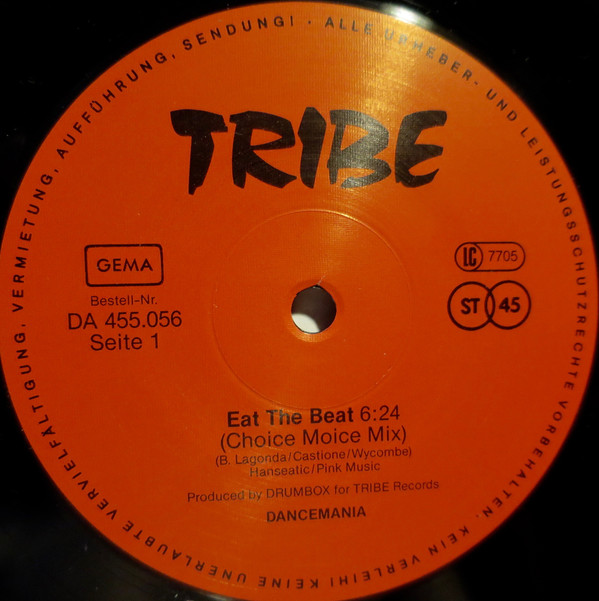 ALLE URHEBER- UND LEISTUNGSSCHUTZRECHTE VORBEHALTEN. KEIN VERLEIH! KEINE UNERLAUBTE VERVIELFÄLTIGUNG, VERMIETUNG, AUFFÜHRUNG, SENDUNG! ·
TRIBE
GEMA
LC 7705
Bestell-Nr.
DA 455.056
Seite 1
ST 45
Eat The Beat 6:24
(Choice Moice Mix)
(B. Lagonda/Castione/Wycombe)
Hanseatic/Pink Music
Produced by DRUMBOX for TRIBE Records
DANCEMANIA